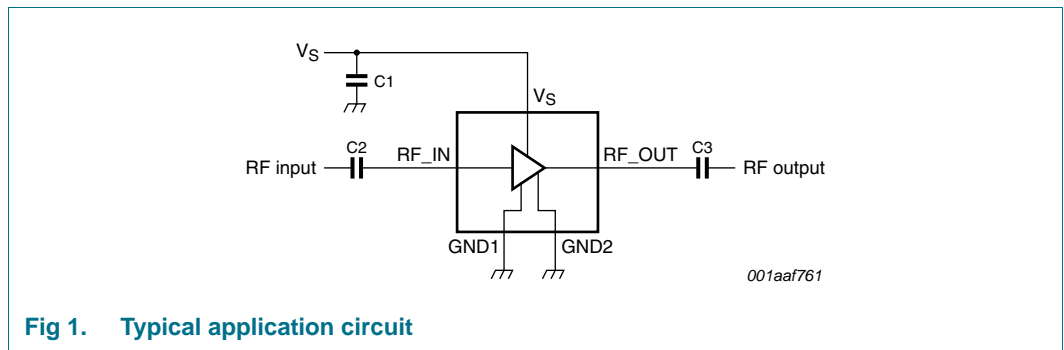 VS
C1
VS
C2
RF_IN
RF_OUT
C3
RF input
RF output
GND1
GND2
001aaf761
Fig 1. Typical application circuit